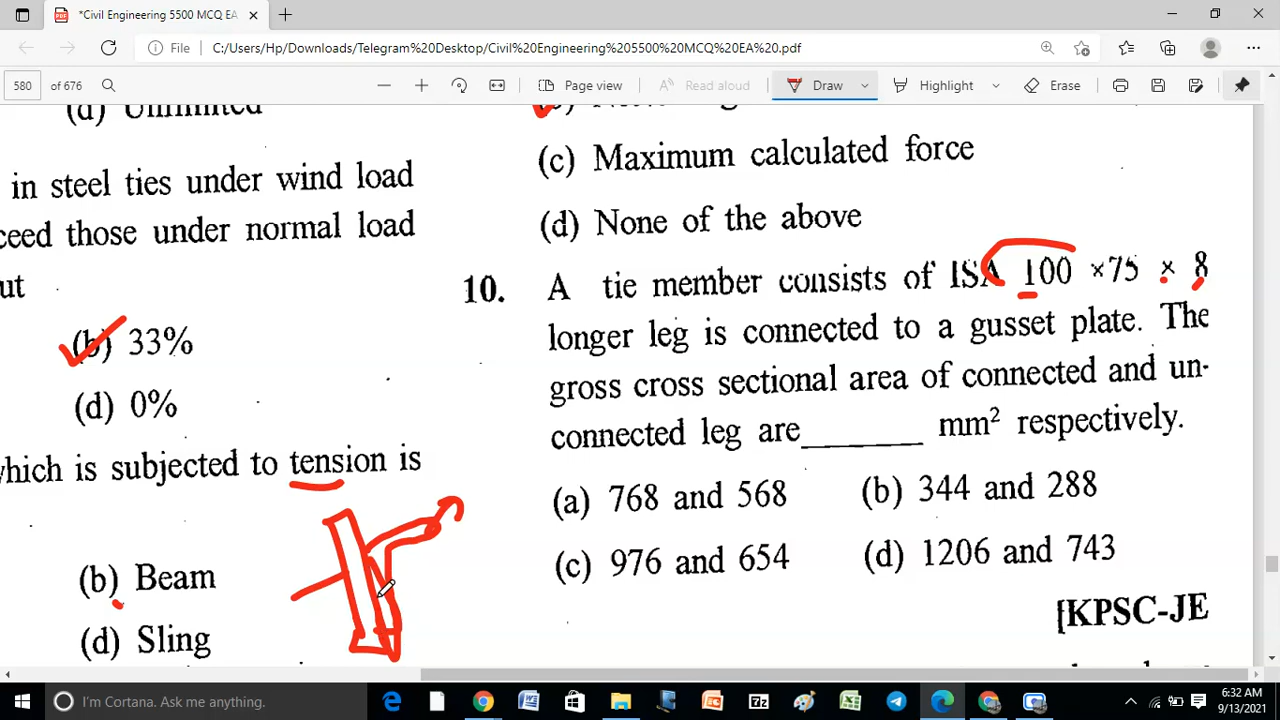 *Civil Engineering 5500 MCQ EA
File
C:/Users/Hp/Downloads/Telegram%20Desktop/Civil%20Engineering%205500%20MCQ%20EA%20.pdf
580 of 676
Page view
Read aloud
Draw
Highlight
Erase
(d) Unlimited
in steel ties under wind load
ceed those under normal load
ut
(b) 33%
(d) 0%
which is subjected to tension is
(b) Beam
(d) Sling
(c) Maximum calculated force
(d) None of the above
10. A tie member consists of ISA 100 ×75 × 8
longer leg is connected to a gusset plate. The
gross cross sectional area of connected and un-
connected leg are________ mm² respectively.
(a) 768 and 568 (b) 344 and 288
(c) 976 and 654 (d) 1206 and 743
[KPSC-JE
I'm Cortana. Ask me anything.
6:32 AM
9/13/2021